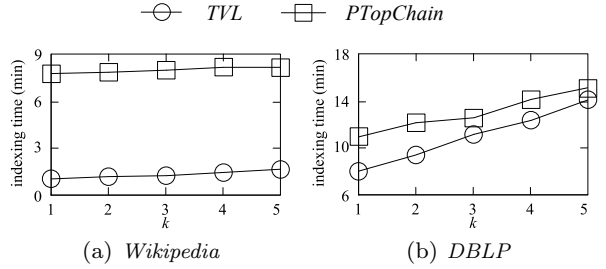 TVL PTopChain
indexing time (min)
9
6
3
0
1 2 3 4 5
k
(a) Wikipedia
indexing time (min)
18
14
10
6
1 2 3 4 5
k
(b) DBLP